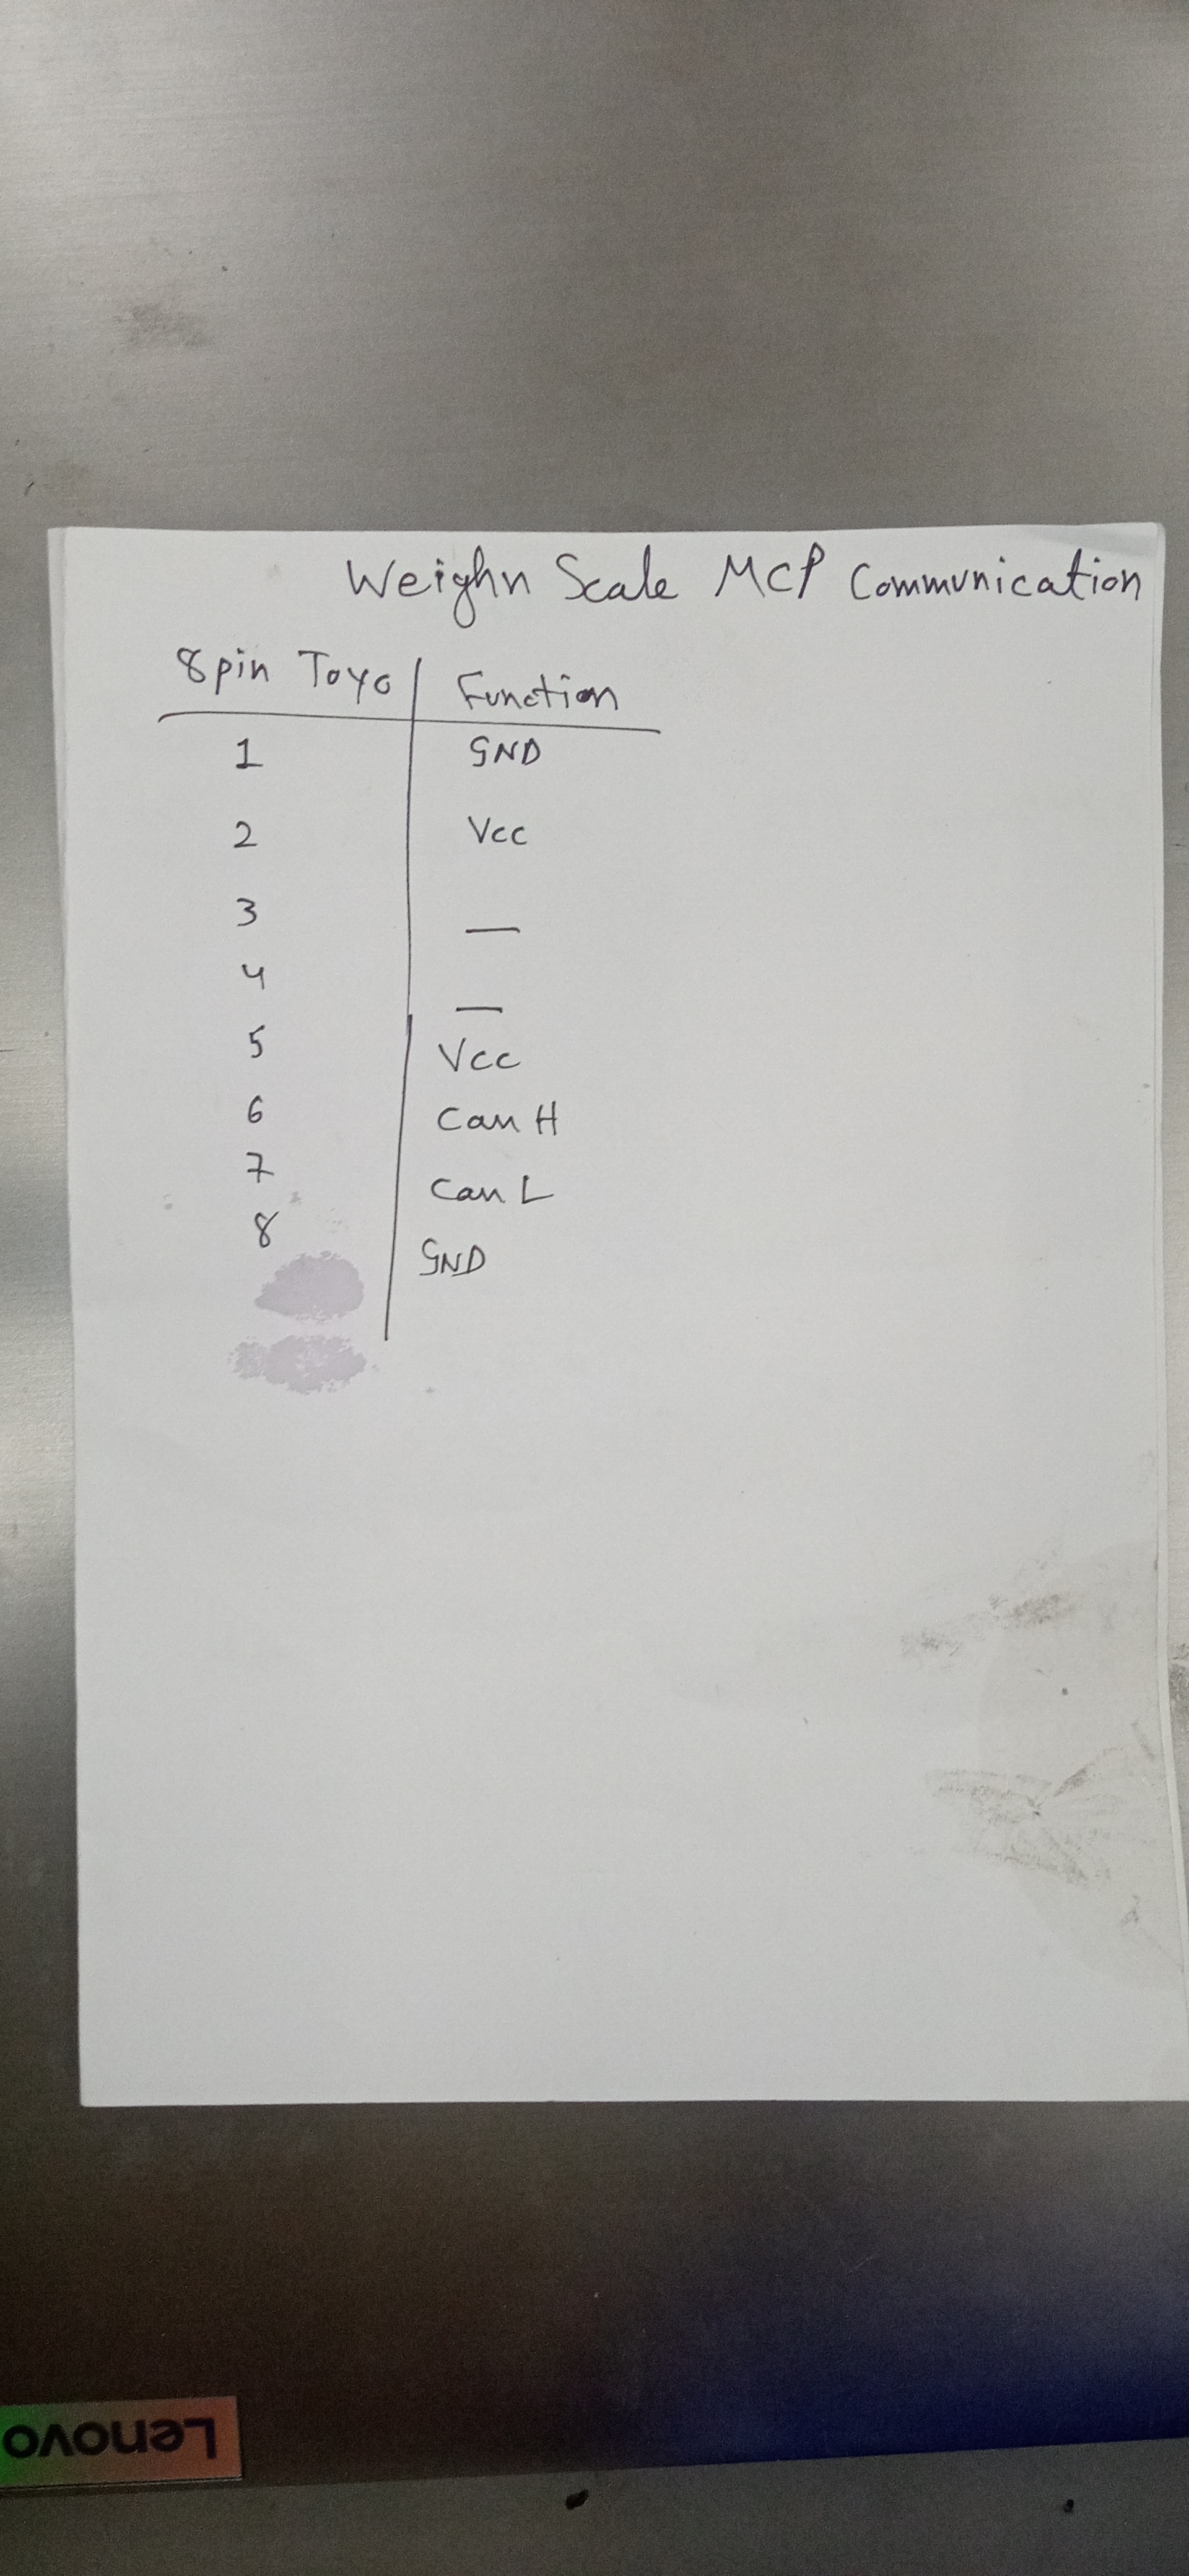 Weighn Scale MCP Communication
8pin Toyo Function
1 GND
2 Vcc
3 —
4 —
5 Vcc
6 Can H
7 Can L
8 GND
Lenovo